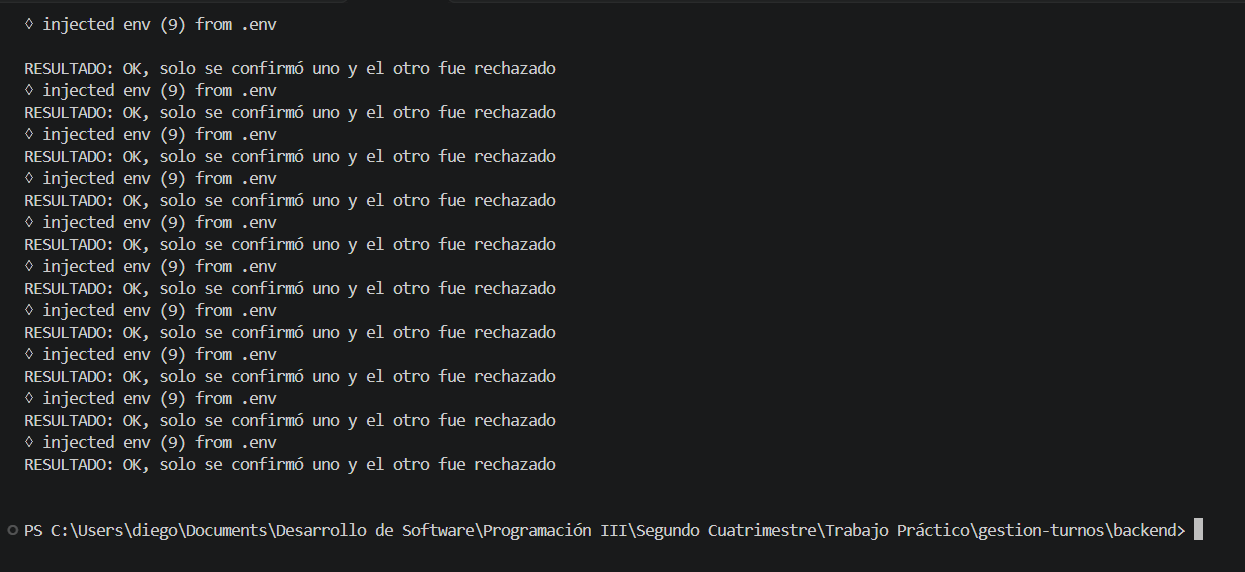 ◊ injected env (9) from .env
RESULTADO: OK, solo se confirmó uno y el otro fue rechazado
◊ injected env (9) from .env
RESULTADO: OK, solo se confirmó uno y el otro fue rechazado
◊ injected env (9) from .env
RESULTADO: OK, solo se confirmó uno y el otro fue rechazado
◊ injected env (9) from .env
RESULTADO: OK, solo se confirmó uno y el otro fue rechazado
◊ injected env (9) from .env
RESULTADO: OK, solo se confirmó uno y el otro fue rechazado
◊ injected env (9) from .env
RESULTADO: OK, solo se confirmó uno y el otro fue rechazado
◊ injected env (9) from .env
RESULTADO: OK, solo se confirmó uno y el otro fue rechazado
◊ injected env (9) from .env
RESULTADO: OK, solo se confirmó uno y el otro fue rechazado
◊ injected env (9) from .env
RESULTADO: OK, solo se confirmó uno y el otro fue rechazado
◊ injected env (9) from .env
RESULTADO: OK, solo se confirmó uno y el otro fue rechazado
PS C:\Users\diego\Documents\Desarrollo de Software\Programación III\Segundo Cuatrimestre\Trabajo Práctico\gestion-turnos\backend>